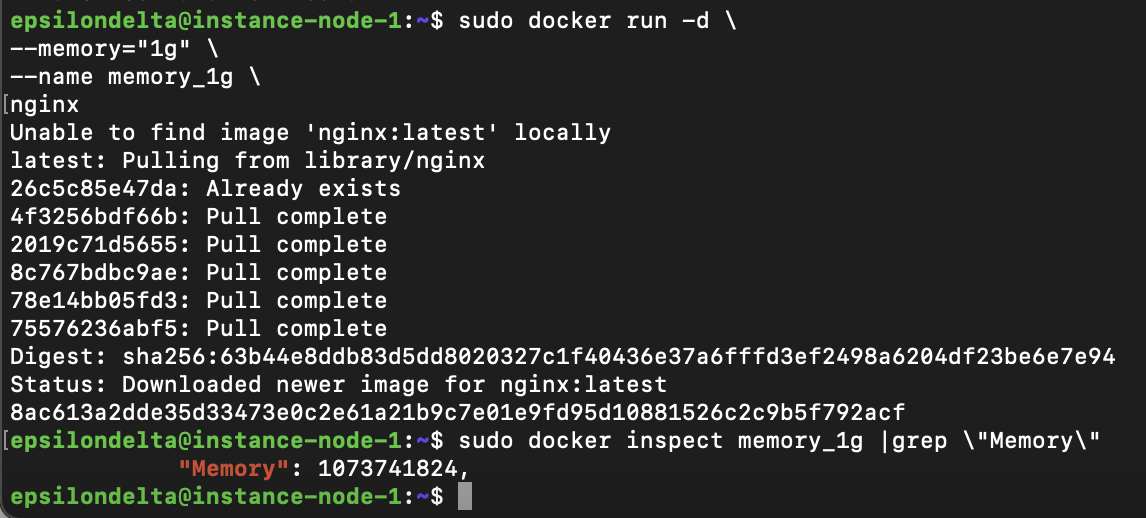 epsilondelta@instance-node-1:~$ sudo docker run -d \
--memory="1g" \
--name memory_1g \
[nginx
Unable to find image 'nginx:latest' locally
latest: Pulling from library/nginx
26c5c85e47da: Already exists
4f3256bdf66b: Pull complete
2019c71d5655: Pull complete
8c767bdbc9ae: Pull complete
78e14bb05fd3: Pull complete
75576236abf5: Pull complete
Digest: sha256:63b44e8ddb83d5dd8020327c1f40436e37a6fffd3ef2498a6204df23be6e7e94
Status: Downloaded newer image for nginx:latest
8ac613a2dde35d33473e0c2e61a21b9c7e01e9fd95d10881526c2c9b5f792acf
[epsilondelta@instance-node-1:~$ sudo docker inspect memory_1g |grep \"Memory\"
            "Memory": 1073741824,
epsilondelta@instance-node-1:~$